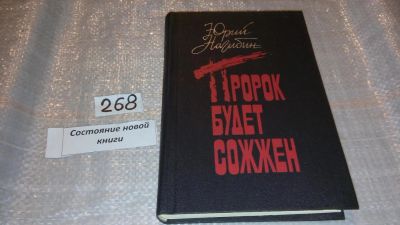 268
Состояние новой
книги
Юрий
Нагибин
ПРОРОК
БУДЕТ
СОЖЖЕН